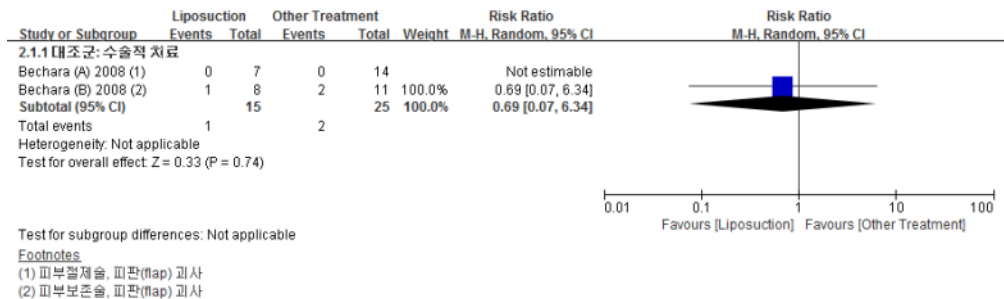 Liposuction Other Treatment Risk Ratio Risk Ratio
Study or Subgroup Events Total Events Total Weight M-H, Random, 95% CI M-H, Random, 95% CI
2.1.1 대조군: 수술적 처료
Bechara (A) 2008 (1) 0 7 0 14 Not estimable
Bechara (B) 2008 (2) 1 8 2 11 100.0% 0.69 [0.07, 6.34]
Subtotal (95% CI) 15 25 100.0% 0.69 [0.07, 6.34]
Total events 1 2
Heterogeneity: Not applicable
Test for overall effect: Z = 0.33 (P = 0.74)
0.01 0.1 1 10 100
Favours [Liposuction] Favours [Other Treatment]
Test for subgroup differences: Not applicable
Footnotes
(1) 피부절제술, 피판(flap) 괴사
(2) 피부보존술, 피판(flap) 괴사